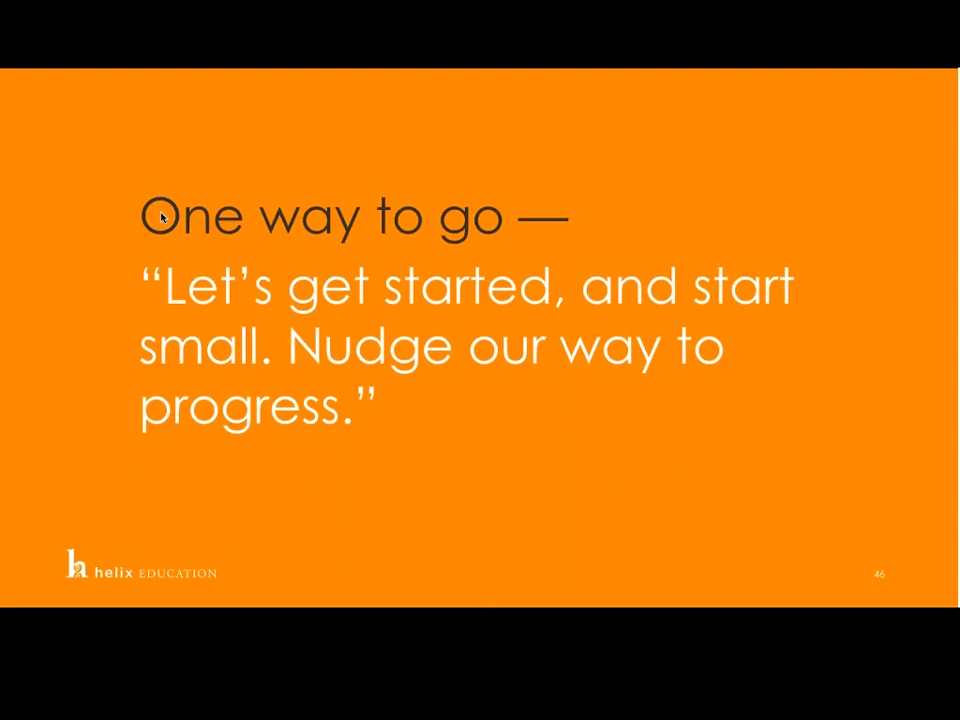 One way to go —
“Let’s get started, and start
small. Nudge our way to
progress.”
helix EDUCATION
46